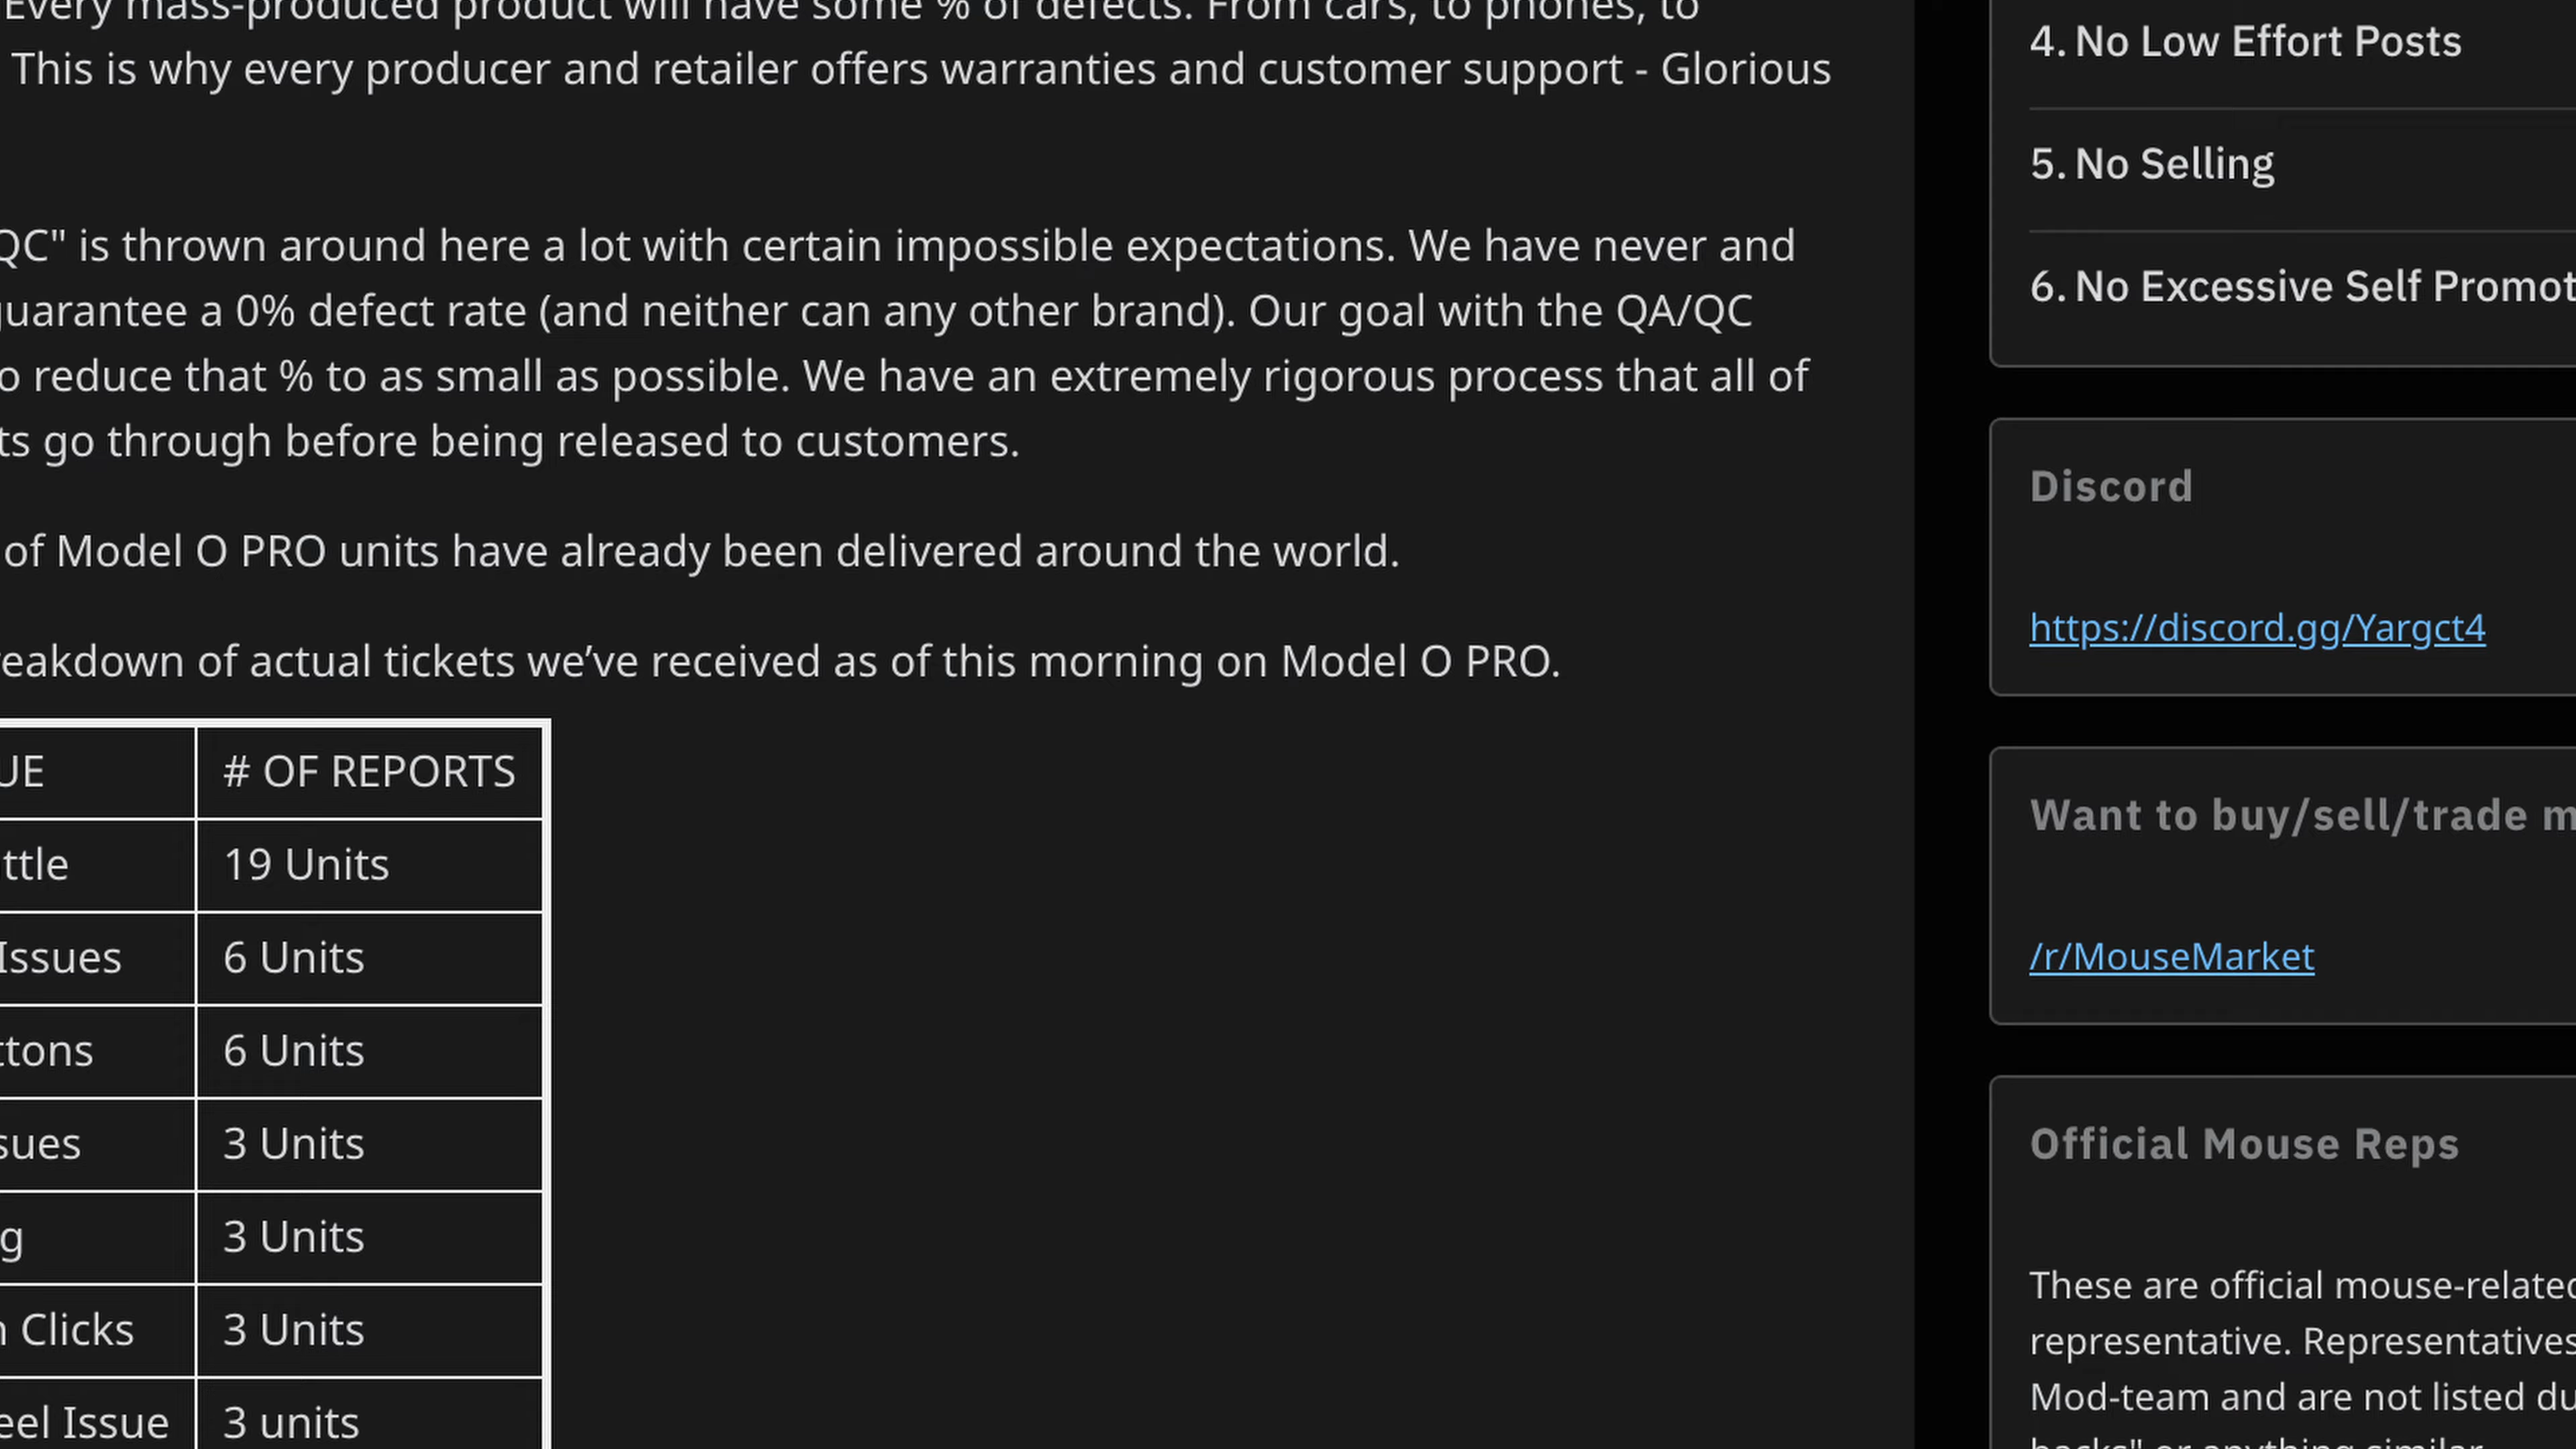 Every mass-produced product will have some % of defects. From cars, to phones, to
This is why every producer and retailer offers warranties and customer support - Glorious
QC" is thrown around here a lot with certain impossible expectations. We have never and
guarantee a 0% defect rate (and neither can any other brand). Our goal with the QA/QC
o reduce that % to as small as possible. We have an extremely rigorous process that all of
ts go through before being released to customers.
of Model O PRO units have already been delivered around the world.
eakdown of actual tickets we’ve received as of this morning on Model O PRO.
UE # OF REPORTS
ttle 19 Units
Issues 6 Units
ttons 6 Units
sues 3 Units
g 3 Units
n Clicks 3 Units
eel Issue 3 units
4. No Low Effort Posts
5. No Selling
6. No Excessive Self Promot
Discord
https://discord.gg/Yargct4
Want to buy/sell/trade m
/r/MouseMarket
Official Mouse Reps
These are official mouse-related
representative. Representatives
Mod-team and are not listed du
hacks" or anything similar